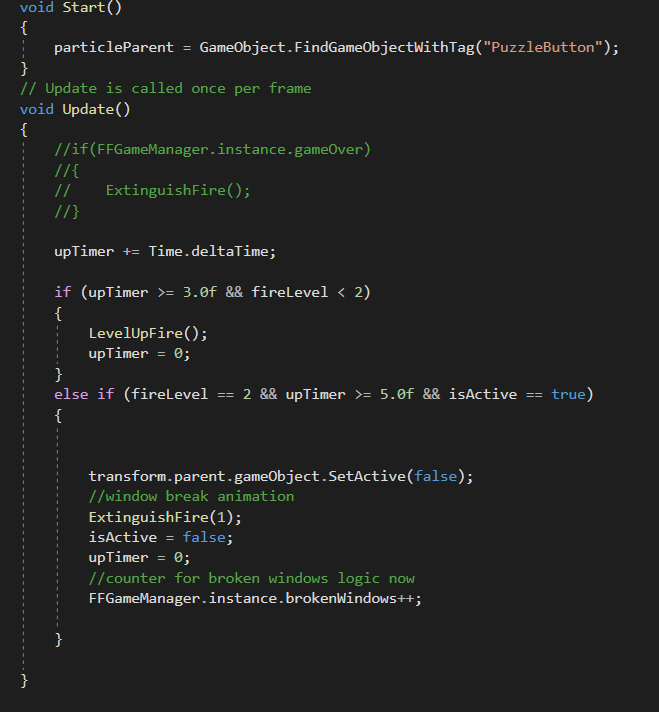 void Start()
{
particleParent = GameObject.FindGameObjectWithTag("PuzzleButton");
}
// Update is called once per frame
void Update()
{
//if(FFGameManager.instance.gameOver)
//{
//    ExtinguishFire();
//}
upTimer += Time.deltaTime;
if (upTimer >= 3.0f && fireLevel < 2)
{
LevelUpFire();
upTimer = 0;
}
else if (fireLevel == 2 && upTimer >= 5.0f && isActive == true)
{
transform.parent.gameObject.SetActive(false);
//window break animation
ExtinguishFire(1);
isActive = false;
upTimer = 0;
//counter for broken windows logic now
FFGameManager.instance.brokenWindows++;
}
}